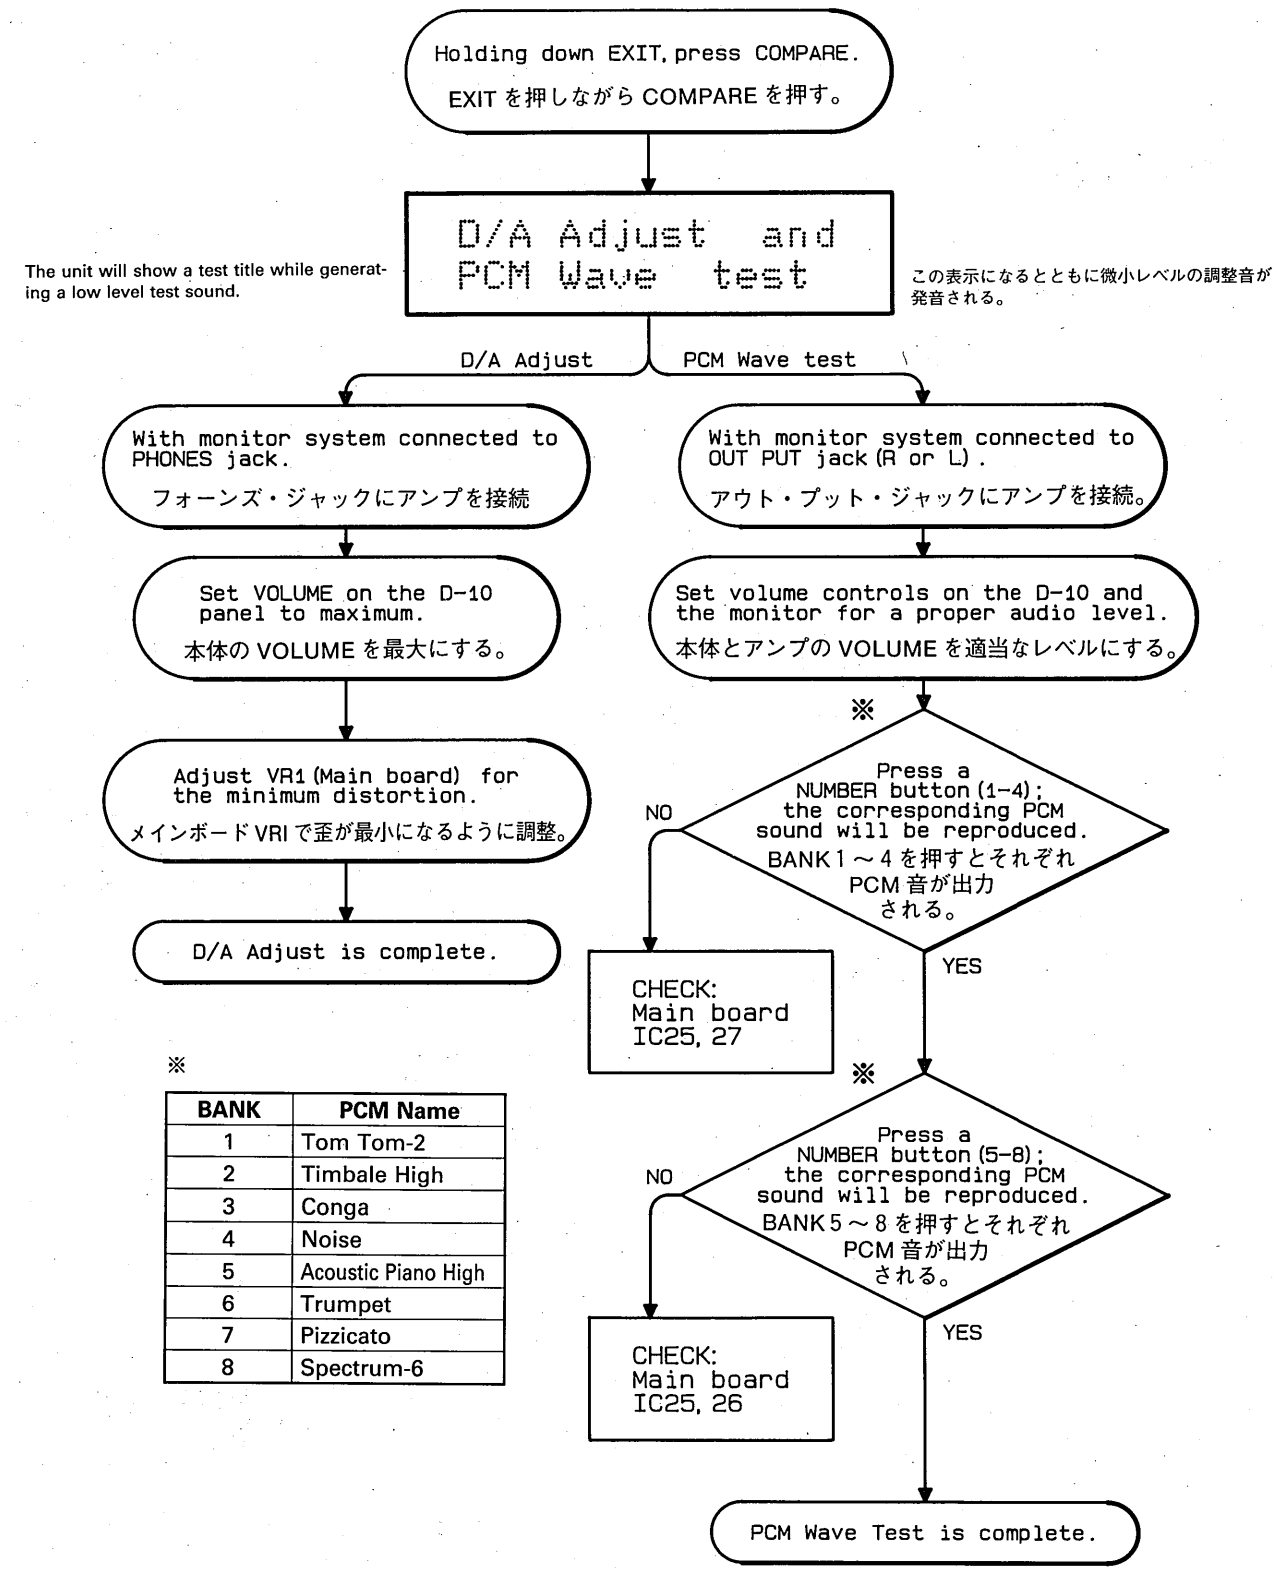 Holding down EXIT, press COMPARE.
EXIT を押しながら COMPARE を押す。
D/A Adjust and
PCM Wave test
The unit will show a test title while generat-
ing a low level test sound.
この表示になるとともに微小レベルの調整音が
発音される。
D/A Adjust
PCM Wave test
With monitor system connected to
PHONES jack.
フォーンズ・ジャックにアンプを接続
Set VOLUME on the D-10
panel to maximum.
本体の VOLUME を最大にする。
Adjust VR1 (Main board) for
the minimum distortion.
メインボード VRI で歪が最小になるように調整。
D/A Adjust is complete.
With monitor system connected to
OUT PUT jack (R or L) .
アウト・プット・ジャックにアンプを接続。
Set volume controls on the D-10 and
the monitor for a proper audio level.
本体とアンプの VOLUME を適当なレベルにする。
※
Press a
NUMBER button (1-4) ;
the corresponding PCM
sound will be reproduced.
BANK 1 ～ 4 を押すとそれぞれ
PCM 音が出力
される。
NO
YES
CHECK:
Main board
IC25, 27
※
Press a
NUMBER button (5-8) ;
the corresponding PCM
sound will be reproduced.
BANK 5 ～ 8 を押すとそれぞれ
PCM 音が出力
される。
NO
YES
CHECK:
Main board
IC25, 26
PCM Wave Test is complete.
※
BANK PCM Name
1 Tom Tom-2
2 Timbale High
3 Conga
4 Noise
5 Acoustic Piano High
6 Trumpet
7 Pizzicato
8 Spectrum-6